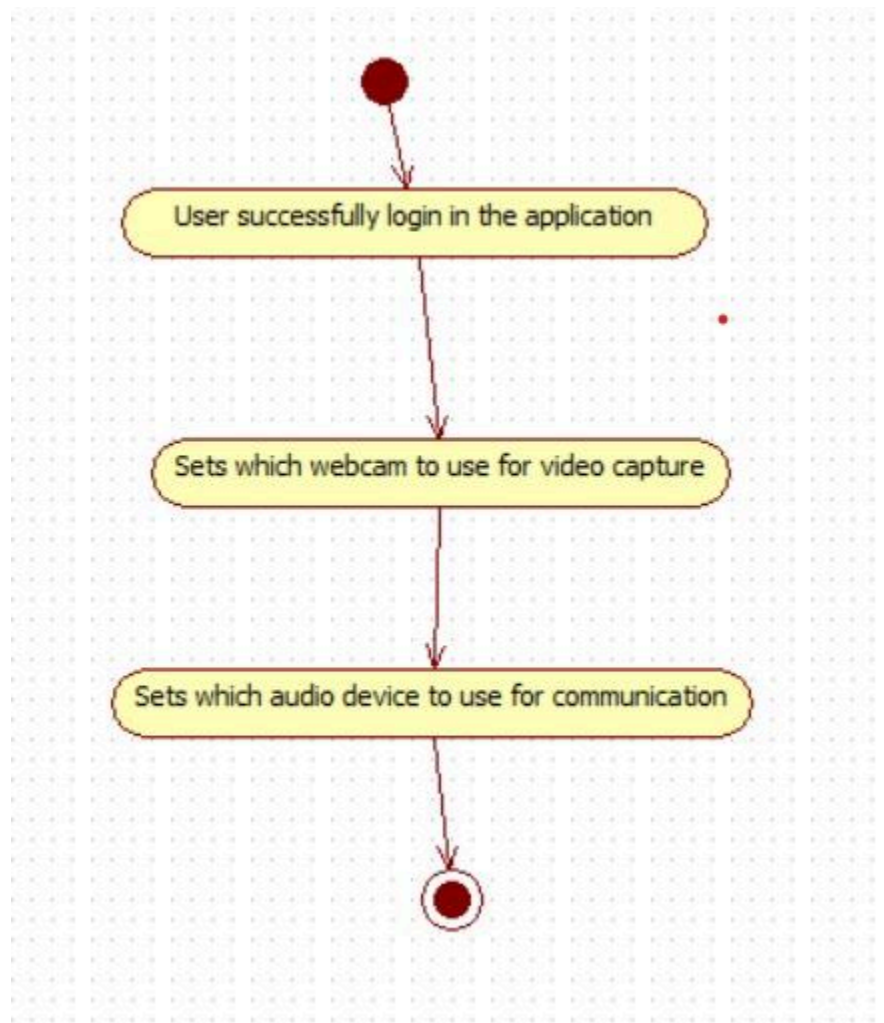 User successfully login in the application
Sets which webcam to use for video capture
Sets which audio device to use for communication